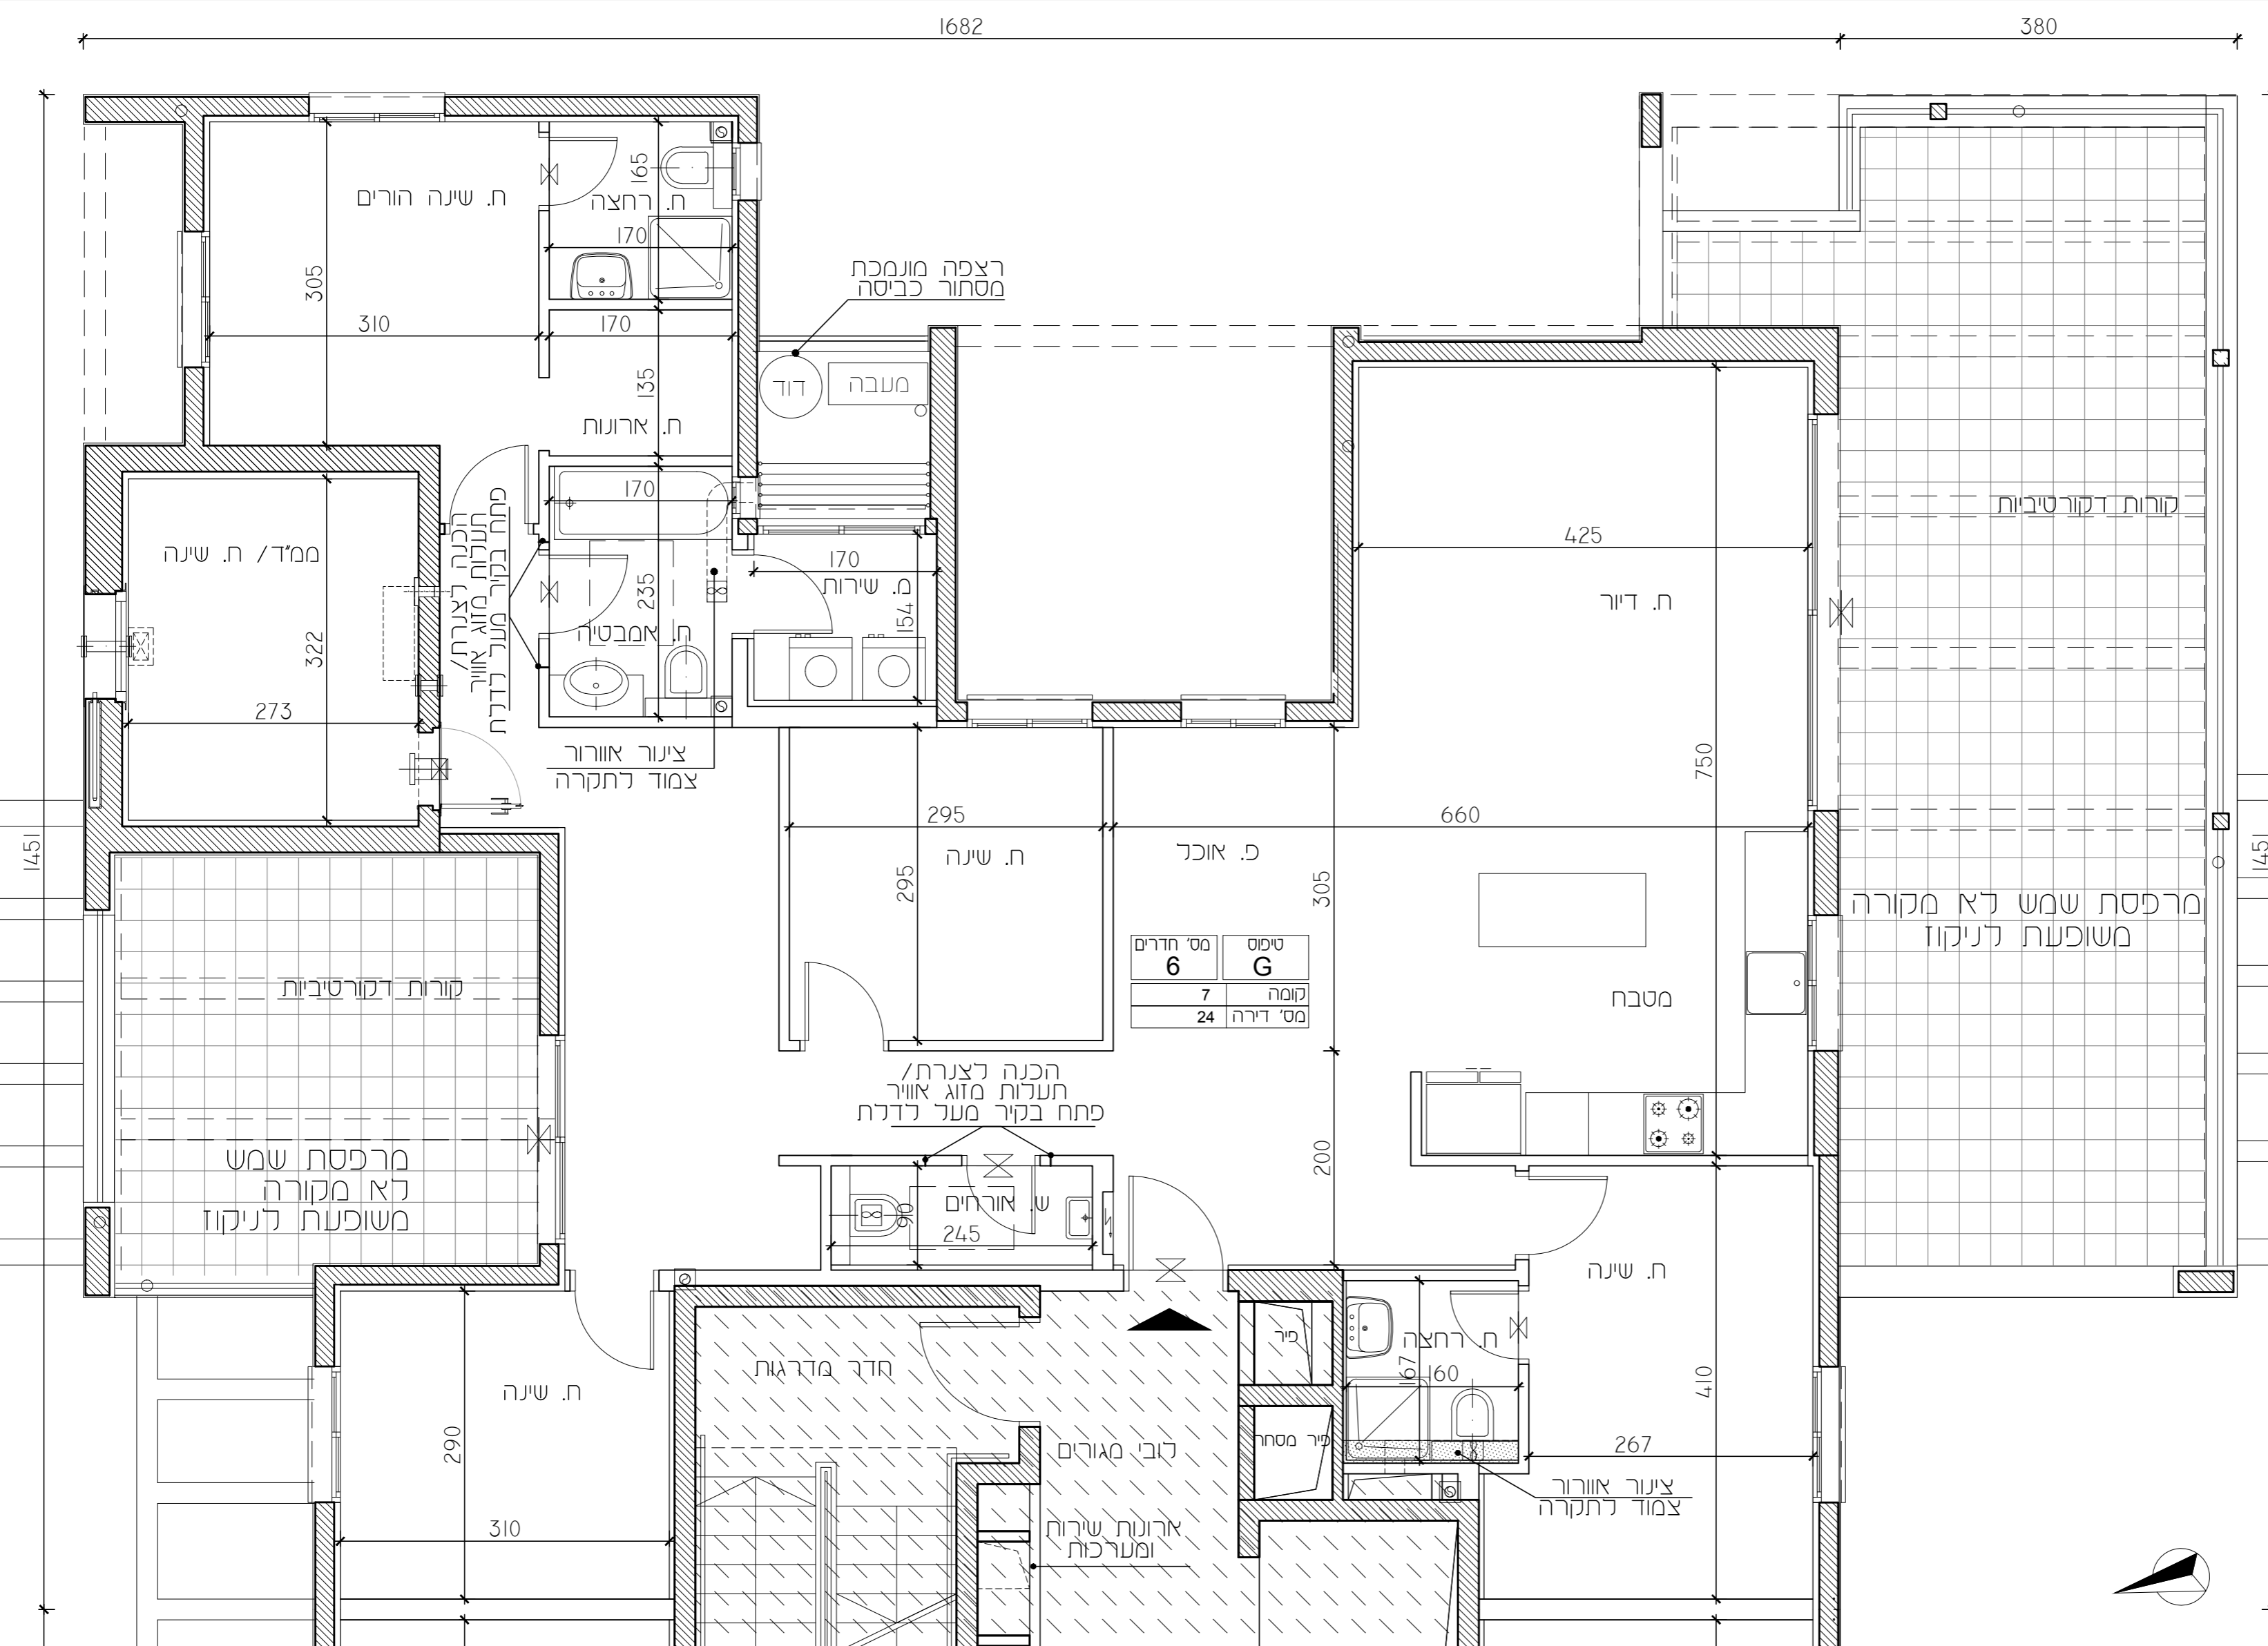 1682
380
ח. שינה הורים
165
ח. רחצה
170
305
310
170
135
ח. ארונות
רצפה מונמכת
מסתור כביסה
דוד
מעבה
קורות דקורטיביות
425
ח. דיור
170
פתח בקיר מעל לדלת
תעלות מזוג אוויר
הכנה לצנרת/
ממ"ד/ ח. שינה
322
273
235
ח. אמבטיה
170
מ. שירות
154
צינור אוורור
צמוד לתקרה
750
1451
1451
295
660
ח. שינה
פ. אוכל
295
305
מרפסת שמש לא מקורה
משופעת לניקוז
טיפוס
G
מס' חדרים
6
קומה 7
מס' דירה 24
מטבח
קורות דקורטיביות
הכנה לצנרת/
תעלות מזוג אוויר
פתח בקיר מעל לדלת
מרפסת שמש
לא מקורה
משופעת לניקוז
200
ש. אורחים
90
245
ח. שינה
פיר
ח. רחצה
167
160
410
חדר מדרגות
ח. שינה
290
לובי מגורים
פיר מסחר
267
צינור אוורור
צמוד לתקרה
310
ארונות שירות
ומערכות